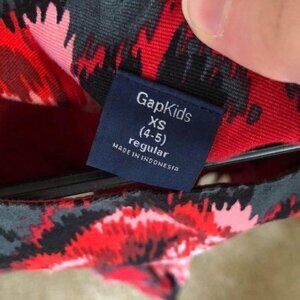 GapKids
XS
(4-5)
regular
MADE IN INDONESIA